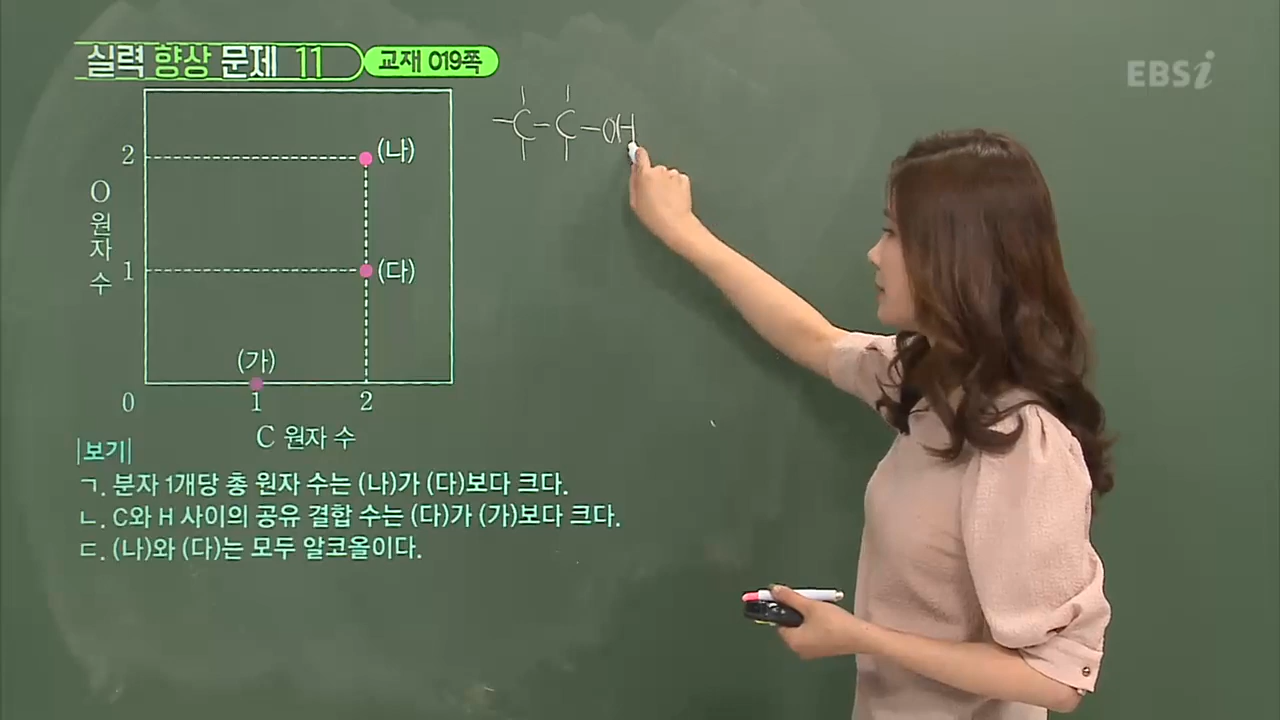 실력 향상 문제 11 교재 019쪽
EBSi
-C-C-OH
2 (나)
O 원자 수
1 (다)
(가)
0 1 2
C 원자 수
|보기|
ㄱ. 분자 1개당 총 원자 수는 (나)가 (다)보다 크다.
ㄴ. C와 H 사이의 공유 결합 수는 (다)가 (가)보다 크다.
ㄷ. (나)와 (다)는 모두 알코올이다.